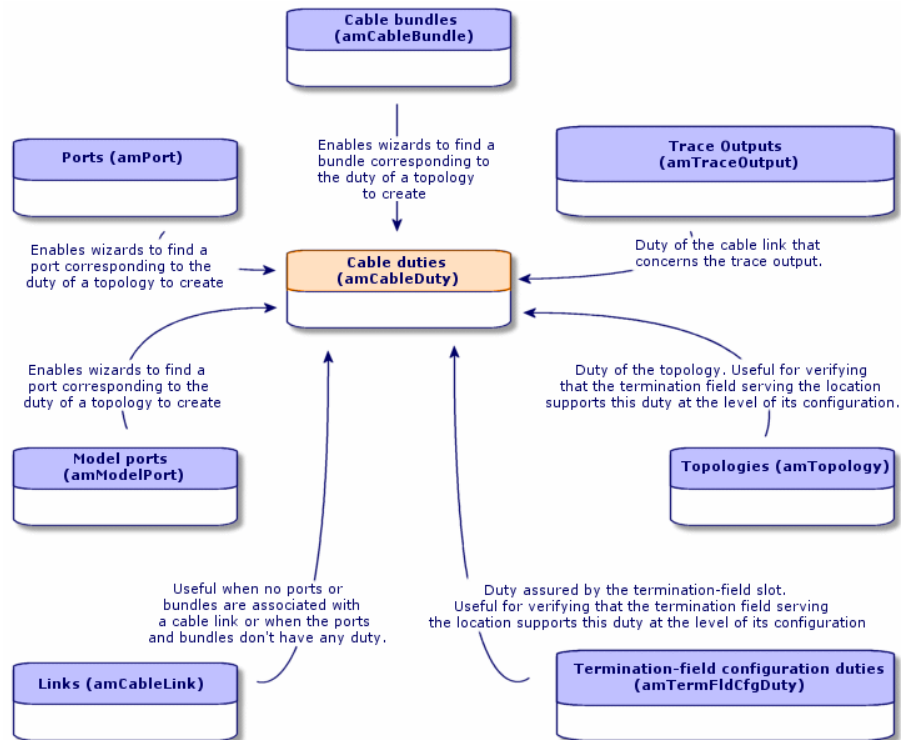 Cable bundles
(amCableBundle)
Enables wizards to find a
bundle corresponding to
the duty of a topology
to create
Ports (amPort)
Trace Outputs
(amTraceOutput)
Enables wizards to find a
port corresponding to the
duty of a topology to create
Duty of the cable link that
concerns the trace output.
Cable duties
(amCableDuty)
Enables wizards to find a
port corresponding to the
duty of a topology to create
Duty of the topology. Useful for verifying
that the termination field serving the location
supports this duty at the level of its configuration.
Model ports
(amModelPort)
Topologies (amTopology)
Useful when no ports or
bundles are associated with
a cable link or when the ports
and bundles don't have any duty.
Duty assured by the termination-field slot.
Useful for verifying that the termination field serving
the location supports this duty at the level of its configuration
Links (amCableLink)
Termination-field configuration duties
(amTermFldCfgDuty)